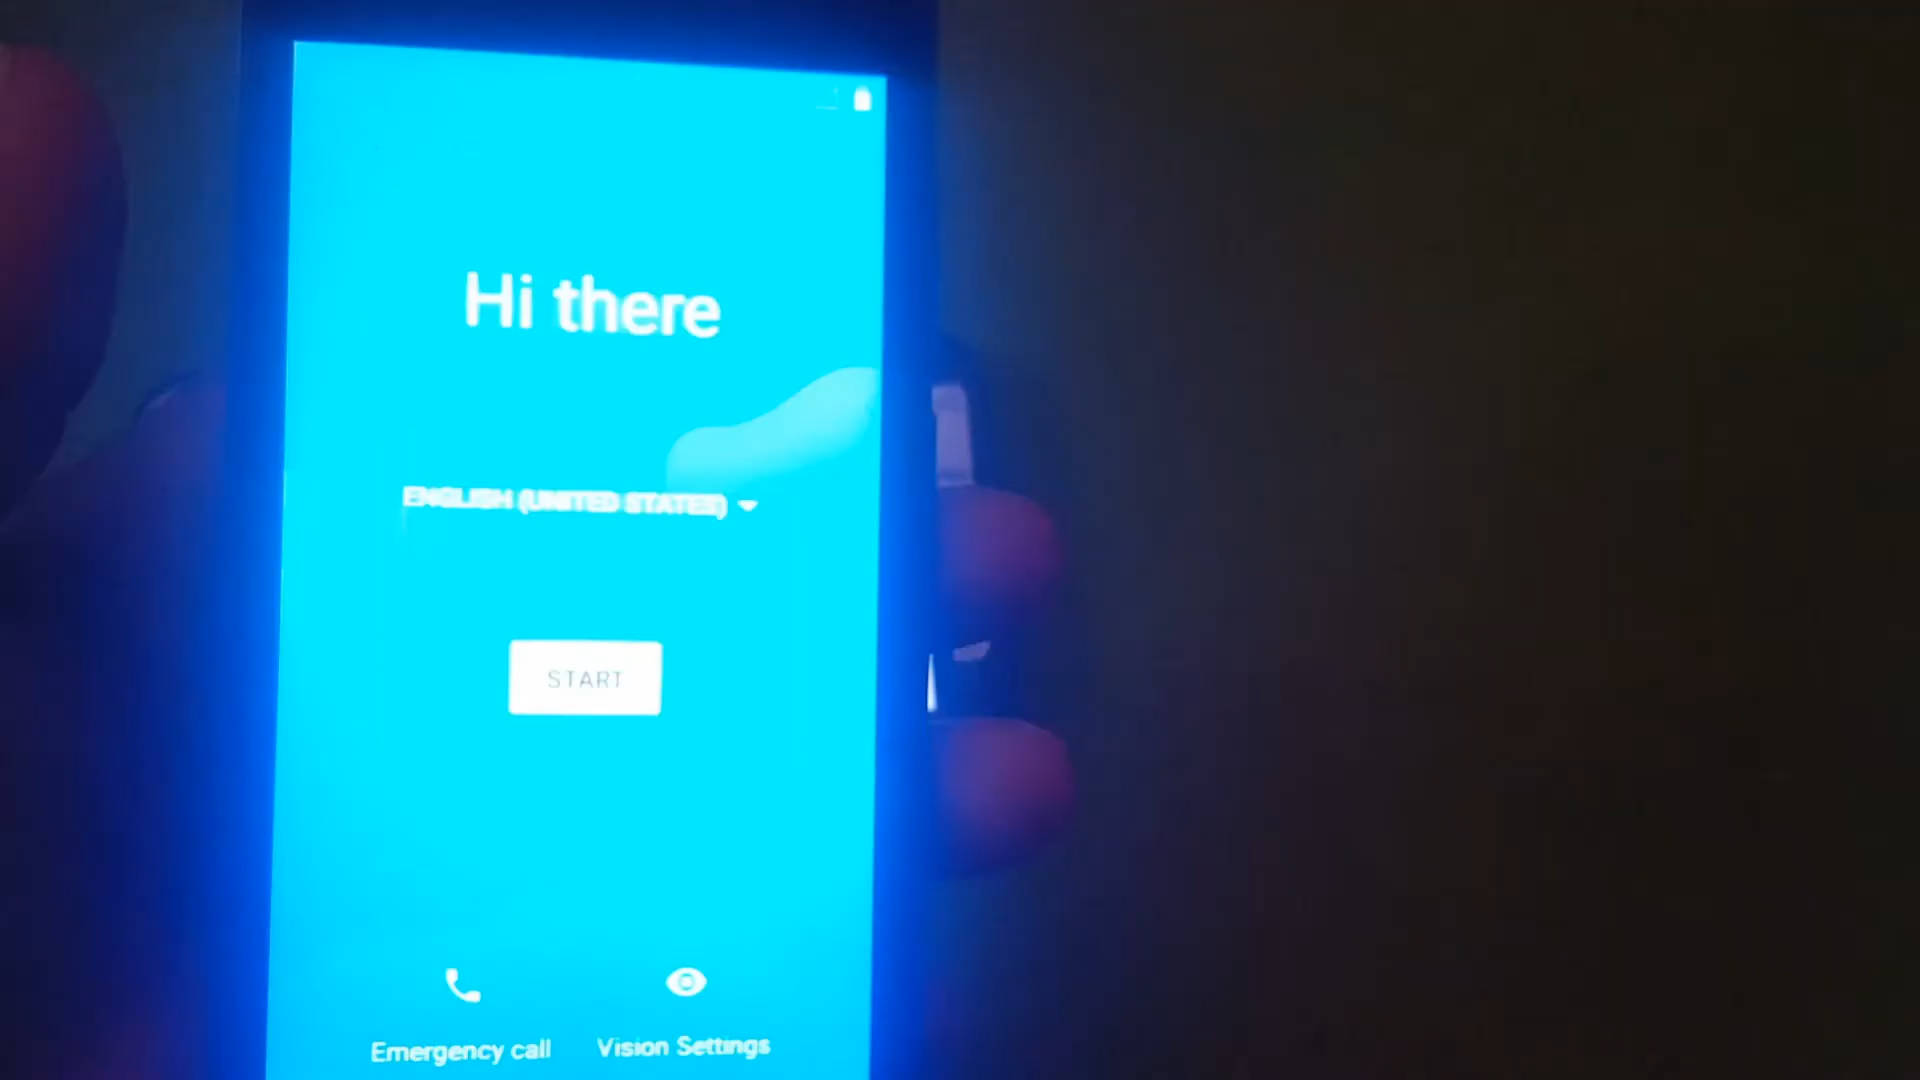 Hi there
ENGLISH (UNITED STATES)
START
Emergency call
Vision Settings